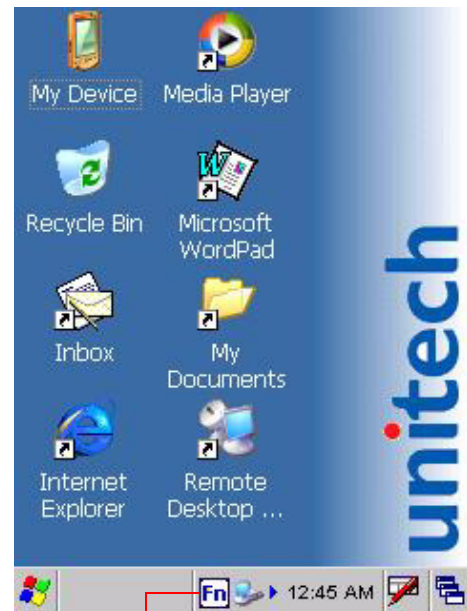 My Device
Media Player
Recycle Bin
Microsoft
WordPad
Inbox
My
Documents
Internet
Explorer
Remote
Desktop ...
unitech
Fn
12:45 AM